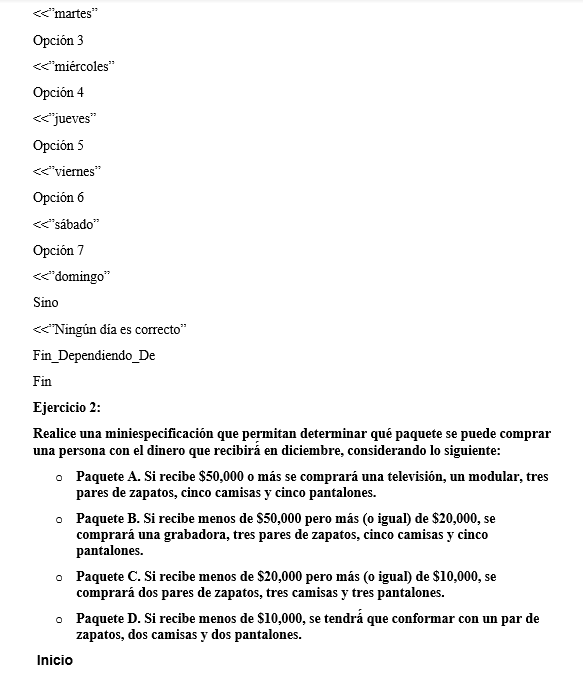 <<”martes”
Opción 3
<<”miércoles”
Opción 4
<<”jueves”
Opción 5
<<”viernes”
Opción 6
<<”sábado”
Opción 7
<<”domingo”
Sino
<<”Ningún día es correcto”
Fin_Dependiendo_De
Fin
Ejercicio 2:
Realice una miniespecificación que permitan determinar qué paquete se puede comprar
una persona con el dinero que recibirá en diciembre, considerando lo siguiente:
o Paquete A. Si recibe $50,000 o más se comprará una televisión, un modular, tres
pares de zapatos, cinco camisas y cinco pantalones.
o Paquete B. Si recibe menos de $50,000 pero más (o igual) de $20,000, se
comprará una grabadora, tres pares de zapatos, cinco camisas y cinco
pantalones.
o Paquete C. Si recibe menos de $20,000 pero más (o igual) de $10,000, se
comprará dos pares de zapatos, tres camisas y tres pantalones.
o Paquete D. Si recibe menos de $10,000, se tendrá que conformar con un par de
zapatos, dos camisas y dos pantalones.
Inicio